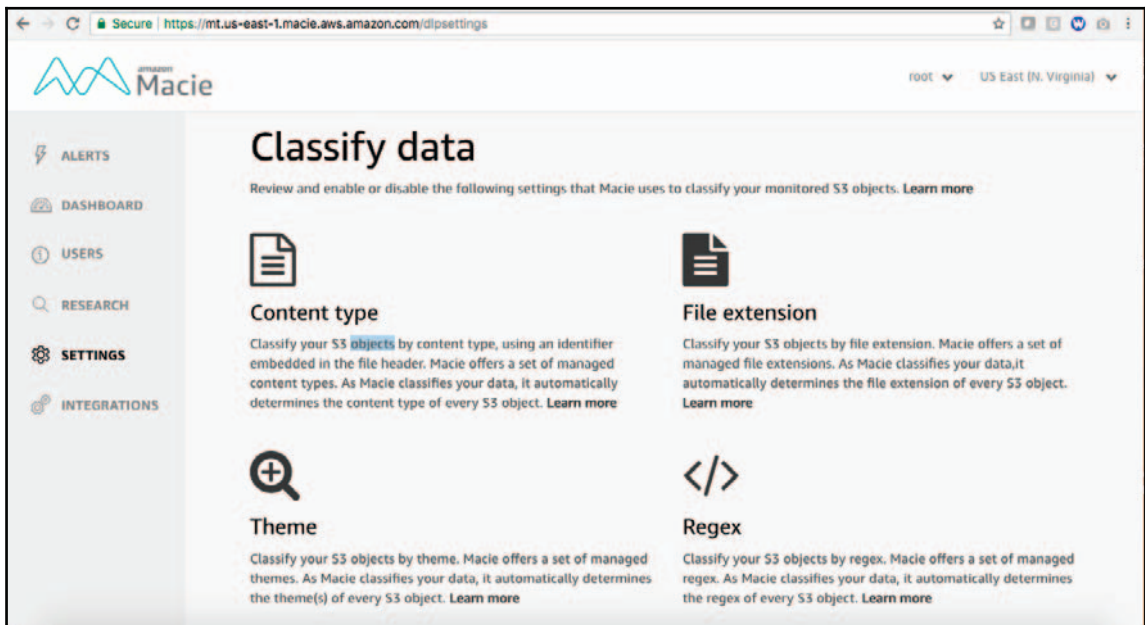 Secure | https://mt.us-east-1.macie.aws.amazon.com/dlpsettings
amazon
Macie
root
US East (N. Virginia)
ALERTS
DASHBOARD
USERS
RESEARCH
SETTINGS
INTEGRATIONS
Classify data
Review and enable or disable the following settings that Macie uses to classify your monitored S3 objects. Learn more
Content type
Classify your S3 objects by content type, using an identifier
embedded in the file header. Macie offers a set of managed
content types. As Macie classifies your data, it automatically
determines the content type of every S3 object. Learn more
File extension
Classify your S3 objects by file extension. Macie offers a set of
managed file extensions. As Macie classifies your data,it
automatically determines the file extension of every S3 object.
Learn more
Theme
Classify your S3 objects by theme. Macie offers a set of managed
themes. As Macie classifies your data, it automatically determines
the theme(s) of every S3 object. Learn more
Regex
Classify your S3 objects by regex. Macie offers a set of managed
regex. As Macie classifies your data, it automatically determines
the regex of every S3 object. Learn more